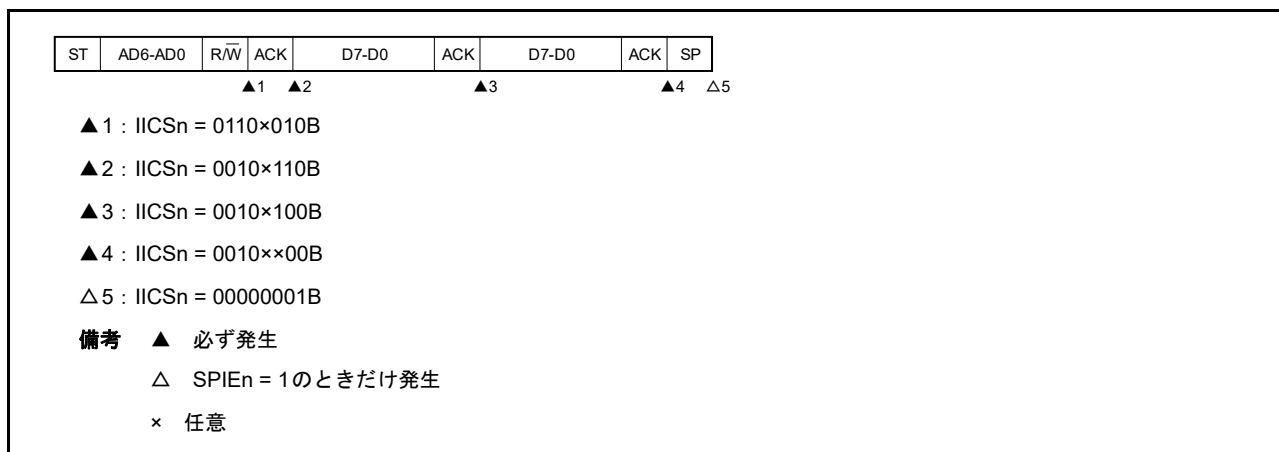 ST AD6-AD0 R/W̅ ACK D7-D0 ACK D7-D0 ACK SP
▲1 ▲2 ▲3 ▲4 △5
▲1：IICSn = 0110×010B
▲2：IICSn = 0010×110B
▲3：IICSn = 0010×100B
▲4：IICSn = 0010××00B
△5：IICSn = 00000001B
備考 ▲ 必ず発生
△ SPIEn = 1のときだけ発生
× 任意